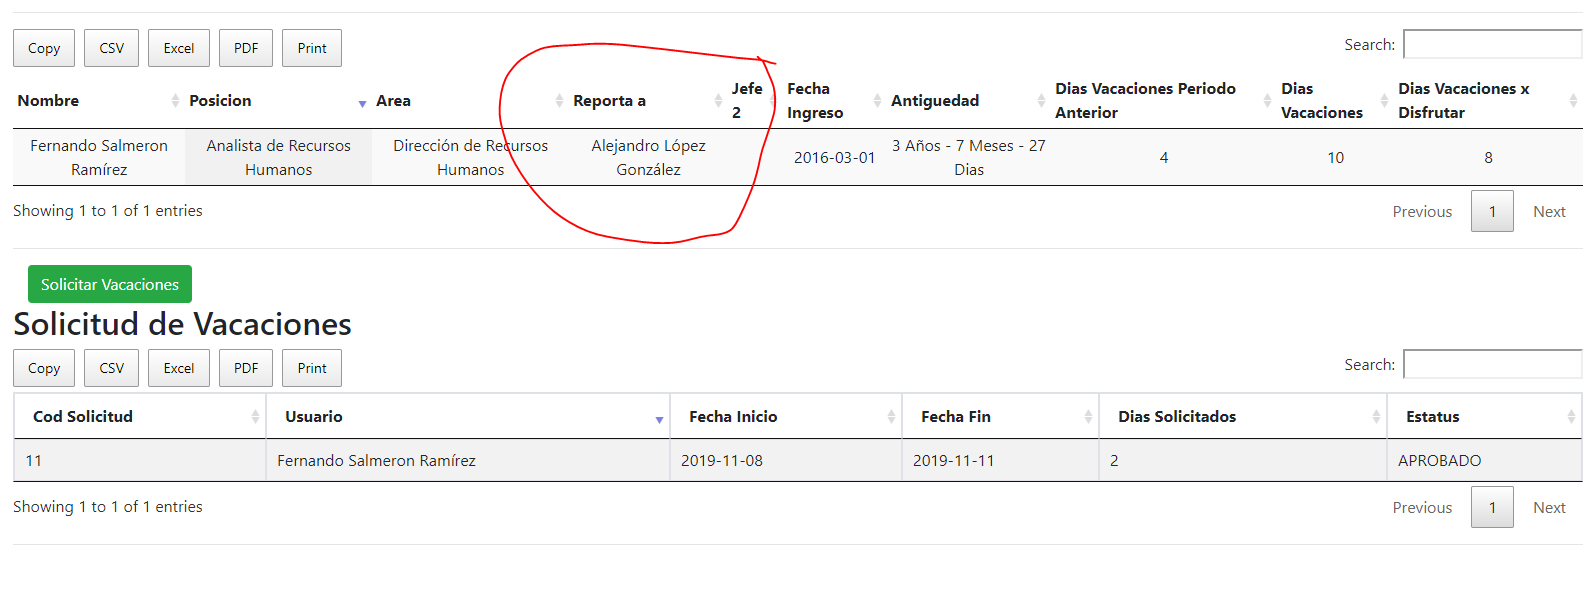 Copy CSV Excel PDF Print Search:
Nombre Posicion Area Reporta a Jefe 2 Fecha Ingreso Antiguedad Dias Vacaciones Periodo Anterior Dias Vacaciones Dias Vacaciones x Disfrutar
Fernando Salmeron Ramírez Analista de Recursos Humanos Dirección de Recursos Humanos Alejandro López González 2016-03-01 3 Años - 7 Meses - 27 Dias 4 10 8
Showing 1 to 1 of 1 entries Previous 1 Next
Solicitar Vacaciones
Solicitud de Vacaciones
Copy CSV Excel PDF Print Search:
Cod Solicitud Usuario Fecha Inicio Fecha Fin Dias Solicitados Estatus
11 Fernando Salmeron Ramírez 2019-11-08 2019-11-11 2 APROBADO
Showing 1 to 1 of 1 entries Previous 1 Next